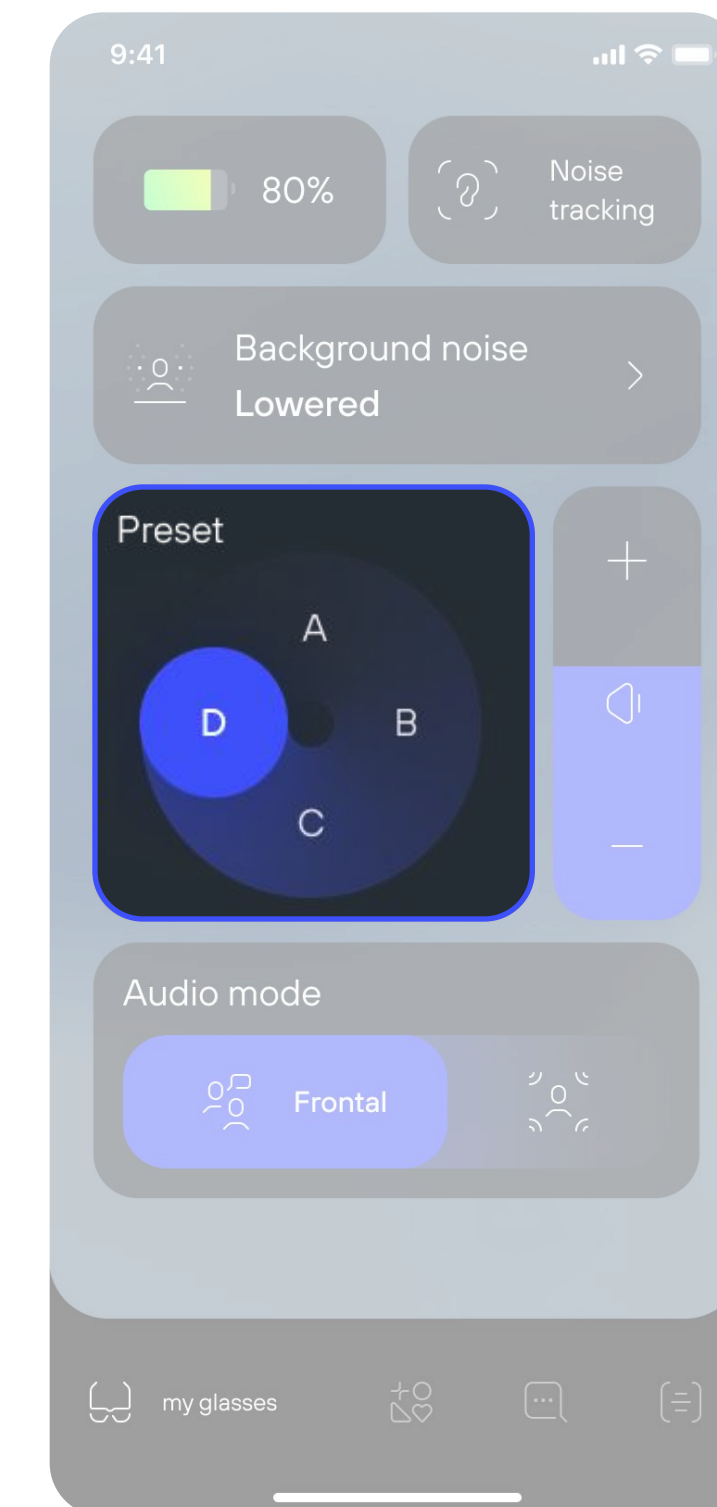 9:41
80%
Noise
tracking
Background noise
Lowered
Preset
A
D
B
C
Audio mode
Frontal
my glasses